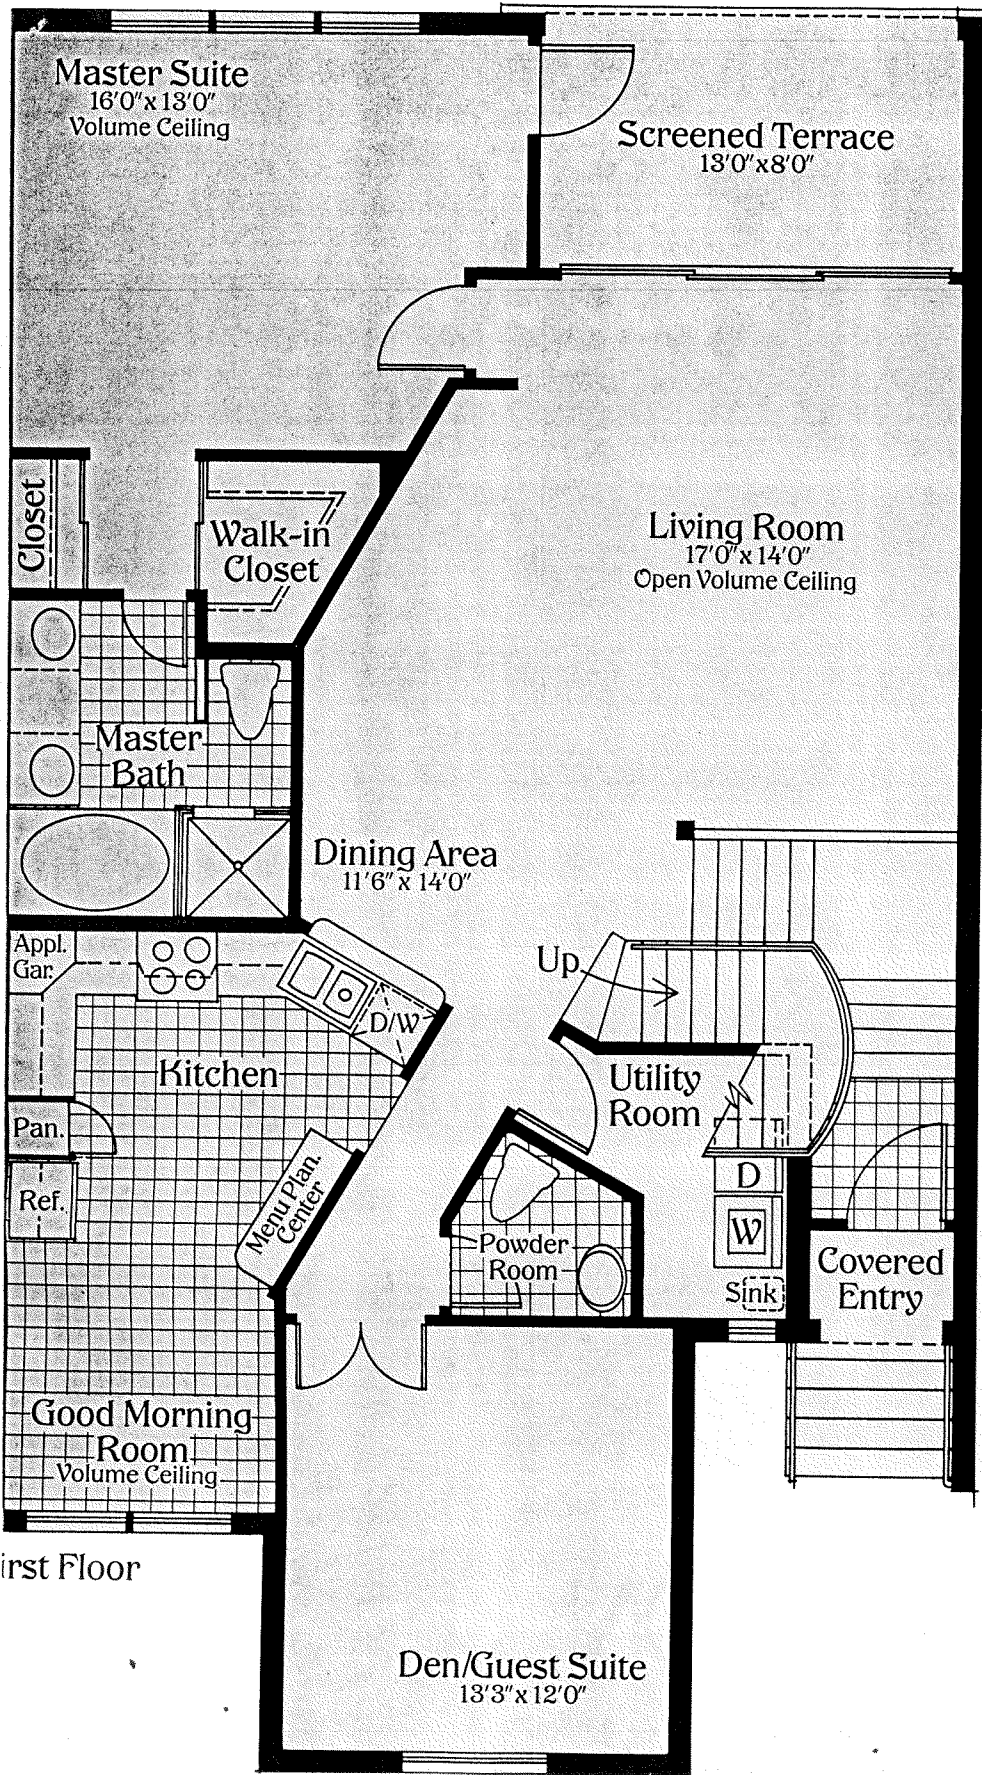 Master Suite
16'0" x 13'0"
Volume Ceiling
Screened Terrace
13'0" x 8'0"
Closet
Walk-in
Closet
Living Room
17'0" x 14'0"
Open Volume Ceiling
Master
Bath
Dining Area
11'6" x 14'0"
Appl.
Gar.
Up
D/W
Kitchen
Utility
Room
Pan.
Ref.
Menu Plan.
Center
D
W
Sink
Powder
Room
Covered
Entry
Good Morning
Room
Volume Ceiling
irst Floor
Den/Guest Suite
13'3" x 12'0"